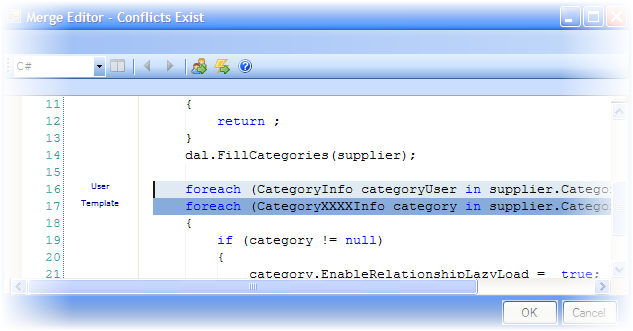 Merge Editor - Conflicts Exist
C#
11 {
12 return ;
13 }
14 dal.FillCategories(supplier);
15
16 User foreach (CategoryInfo categoryUser in supplier.Catego
17 Template foreach (CategoryXXXXInfo category in supplier.Catego
18 {
19 if (category != null)
20 {
21 category.EnableRelationshipLazyLoad = true;
OK Cancel